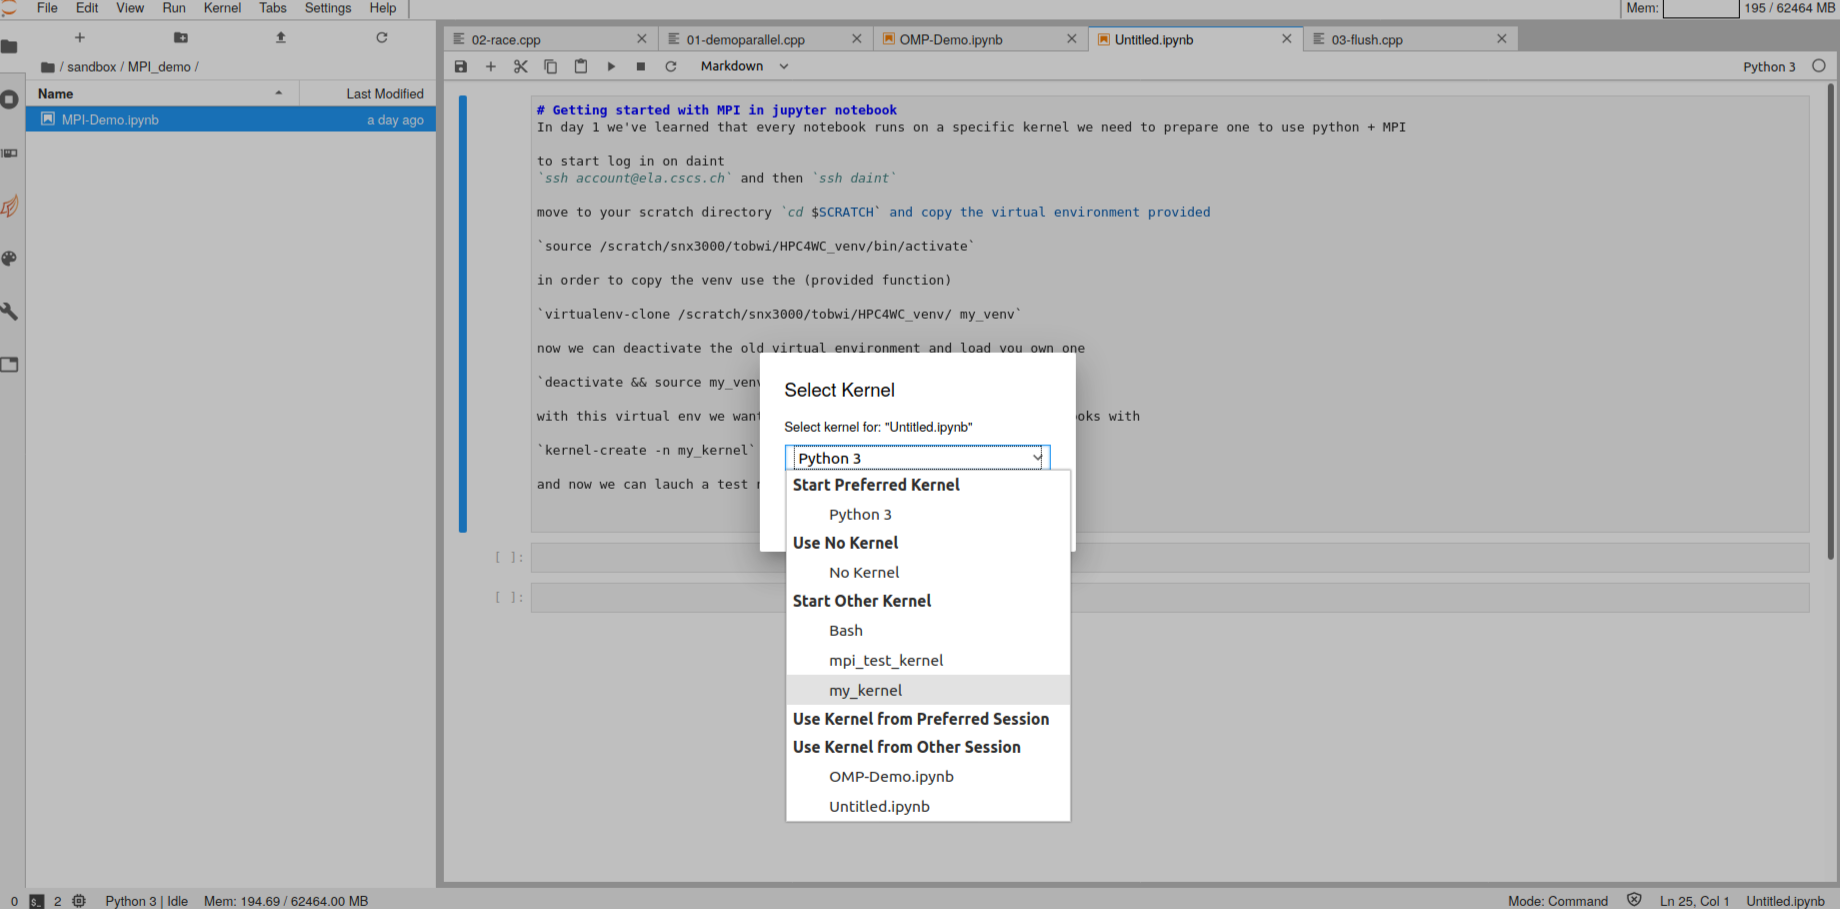 File Edit View Run Kernel Tabs Settings Help
Mem: 195 / 62464 MB
/ sandbox / MPI_demo /
Name Last Modified
MPI-Demo.ipynb a day ago
02-race.cpp 01-demoparallel.cpp OMP-Demo.ipynb Untitled.ipynb 03-flush.cpp
Markdown Python 3
# Getting started with MPI in jupyter notebook
In day 1 we've learned that every notebook runs on a specific kernel we need to prepare one to use python + MPI
to start log in on daint
`ssh account@ela.cscs.ch` and then `ssh daint`
move to your scratch directory `cd $SCRATCH` and copy the virtual environment provided
`source /scratch/snx3000/tobwi/HPC4WC_venv/bin/activate`
in order to copy the venv use the (provided function)
`virtualenv-clone /scratch/snx3000/tobwi/HPC4WC_venv/ my_venv`
now we can deactivate the old virtual environment and load you own one
`deactivate && source my_venv
with this virtual env we want ooks with
`kernel-create -n my_kernel`
and now we can lauch a test
[ ]:
[ ]:
Select Kernel
Select kernel for: "Untitled.ipynb"
Python 3
Start Preferred Kernel
Python 3
Use No Kernel
No Kernel
Start Other Kernel
Bash
mpi_test_kernel
my_kernel
Use Kernel from Preferred Session
Use Kernel from Other Session
OMP-Demo.ipynb
Untitled.ipynb
0 $_ 2 Python 3 | Idle Mem: 194.69 / 62464.00 MB
Mode: Command Ln 25, Col 1 Untitled.ipynb